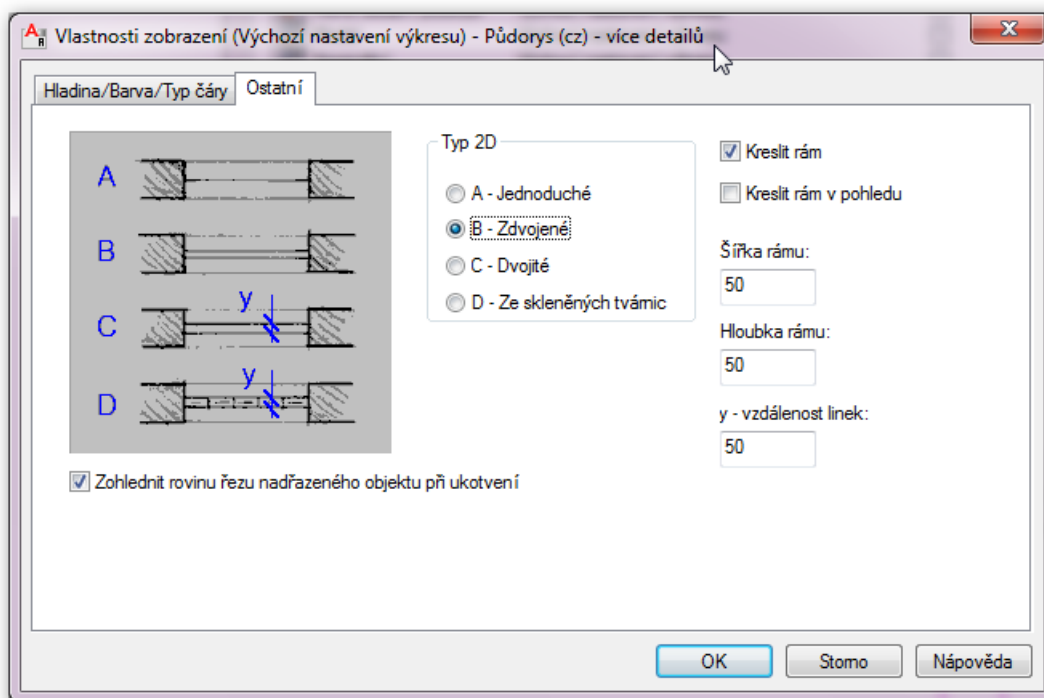 Vlastnosti zobrazení (Výchozí nastavení výkresu) - Půdorys (cz) - více detailů
Hladina/Barva/Typ čáry
Ostatní
A
B
C
y
D
y
Typ 2D
A - Jednoduché
B - Zdvojené
C - Dvojité
D - Ze skleněných tvárnic
Kreslit rám
Kreslit rám v pohledu
Šířka rámu:
50
Hloubka rámu:
50
y - vzdálenost linek:
50
Zohlednit rovinu řezu nadřazeného objektu při ukotvení
OK
Storno
Nápověda